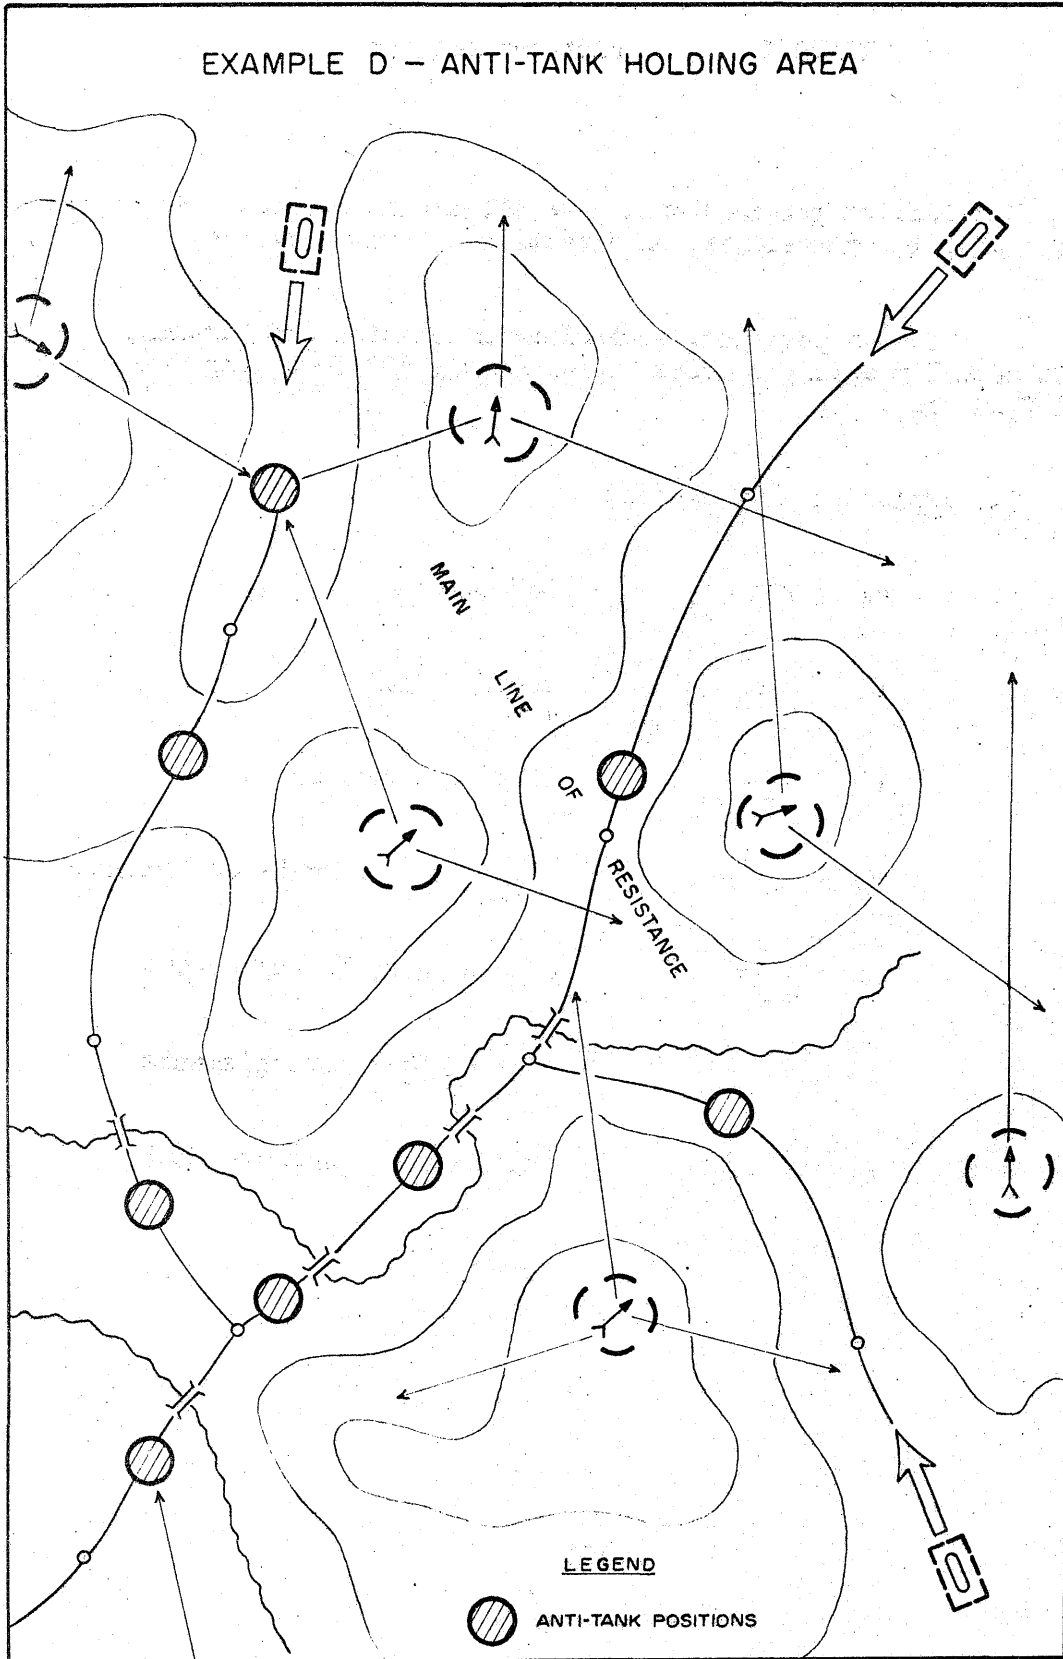 EXAMPLE D – ANTI-TANK HOLDING AREA
MAIN
LINE
OF
RESISTANCE
LEGEND
ANTI-TANK POSITIONS